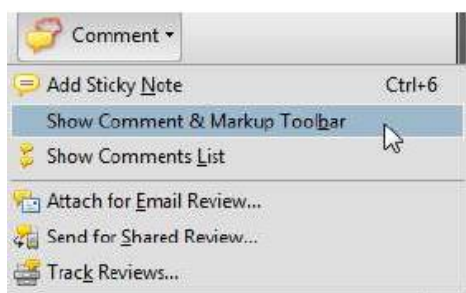 Comment
Add Sticky Note Ctrl+6
Show Comment & Markup Toolbar
Show Comments List
Attach for Email Review...
Send for Shared Review...
Track Reviews...